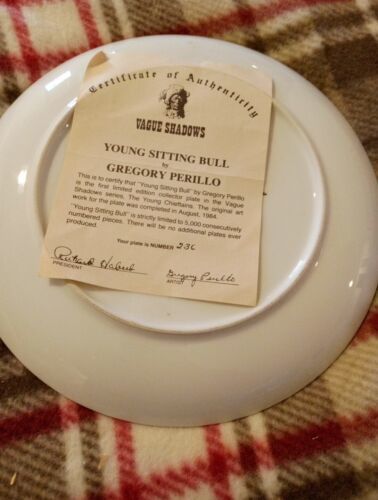 Certificate of Authenticity
VAGUE SHADOWS
YOUNG SITTING BULL
by
GREGORY PERILLO
This is to certify that "Young Sitting Bull" by Gregory Perillo
is the first limited edition collector plate in the Vague
Shadows series, The Young Chieftains. The original art
work for the plate was completed in August, 1984.
"Young Sitting Bull" is strictly limited to 5,000 consecutively
numbered pieces. There will be no additional plates ever
produced.
Your plate is NUMBER 236
PRESIDENT
Gregory Perillo
ARTIST